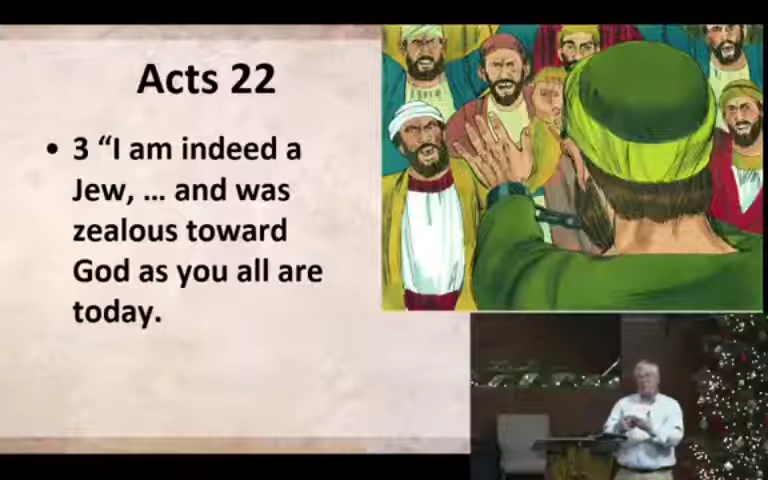 Acts 22
• 3 “I am indeed a
Jew, ... and was
zealous toward
God as you all are
today.